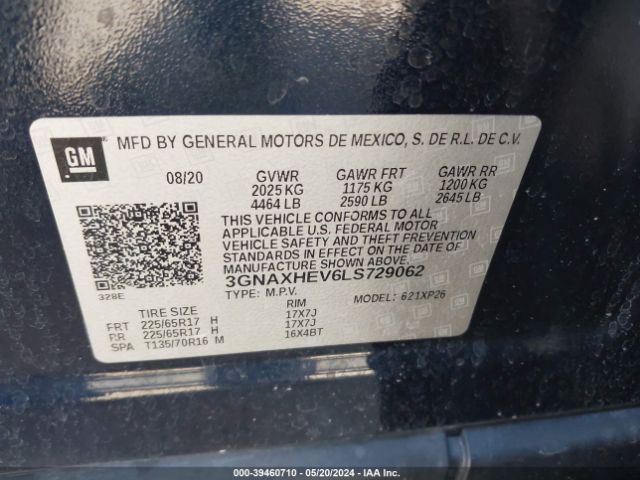 GM
MFD BY GENERAL MOTORS DE MEXICO, S. DE R.L. DE C.V.
08/20 GVWR GAWR FRT GAWR RR
2025 KG 1175 KG 1200 KG
4464 LB 2590 LB 2645 LB
THIS VEHICLE CONFORMS TO ALL
APPLICABLE U.S. FEDERAL MOTOR
VEHICLE SAFETY AND THEFT PREVENTION
STANDARDS IN EFFECT ON THE DATE OF
MANUFACTURE SHOWN ABOVE.
3GNAXHEV6LS729062
328E
TYPE: M.P.V. MODEL: 621XP26
TIRE SIZE RIM
FRT 225/65R17 H 17X7J
RR 225/65R17 H 17X7J
SPA T135/70R16 M 16X4BT
000-39460710 - 05/20/2024 - IAA Inc.